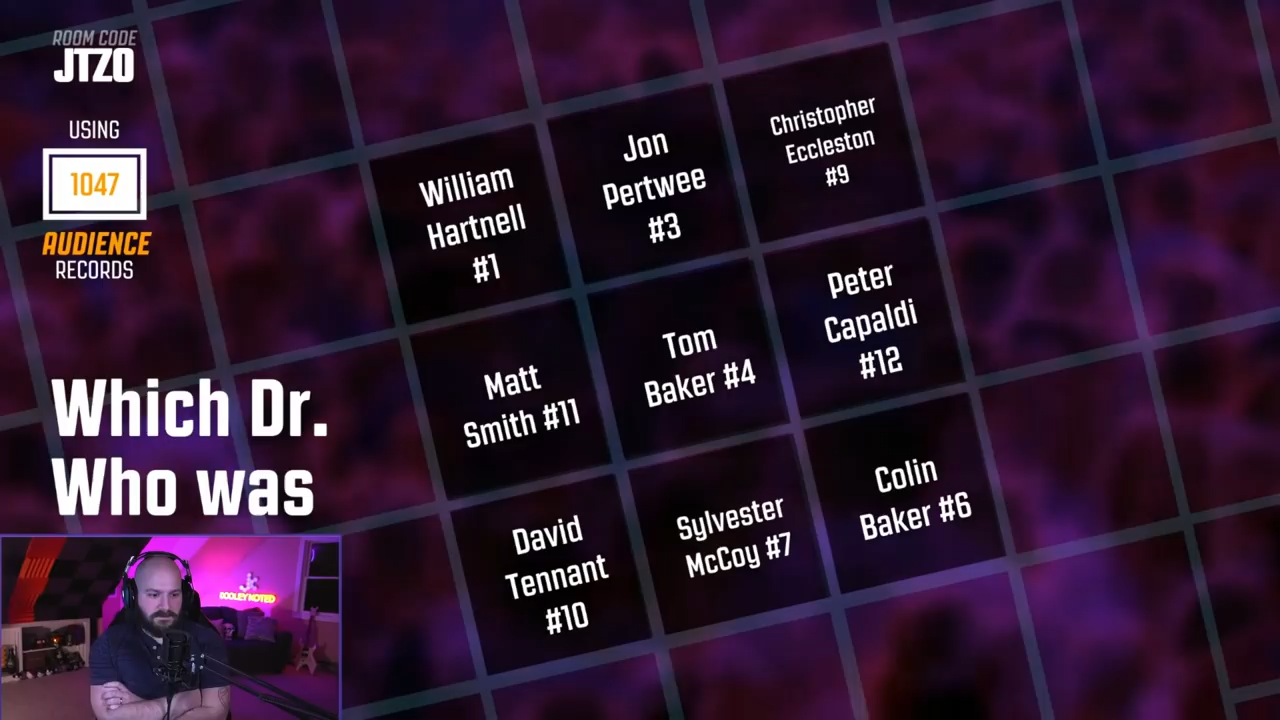 ROOM CODE
JTZO
USING
1047
AUDIENCE
RECORDS
Which Dr.
Who was
William
Hartnell
#1
Jon
Pertwee
#3
Christopher
Eccleston
#9
Matt
Smith #11
Tom
Baker #4
Peter
Capaldi
#12
David
Tennant
#10
Sylvester
McCoy #7
Colin
Baker #6
DOOLEYNOTED